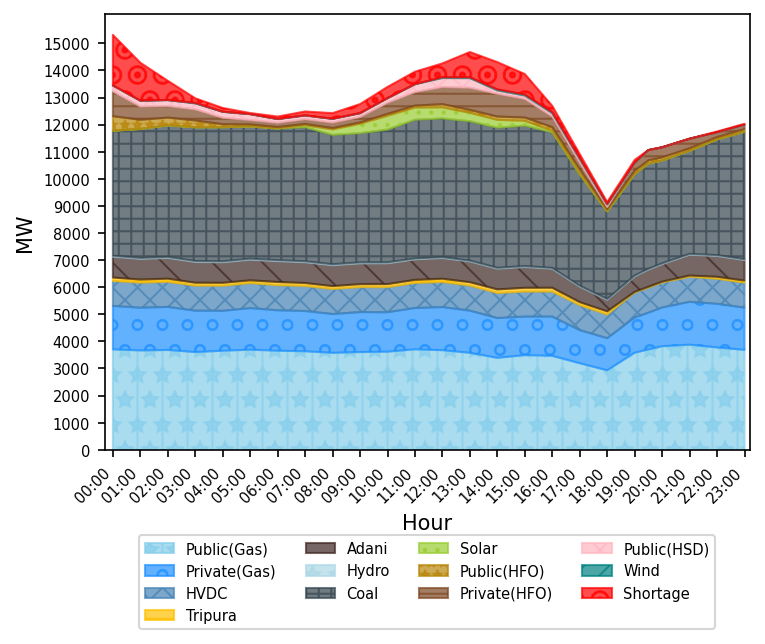 15000
14000
13000
12000
11000
10000
9000
8000
7000
6000
5000
4000
3000
2000
1000
0
MW
00:00 01:00 02:00 03:00 04:00 05:00 06:00 07:00 08:00 09:00 10:00 11:00 12:00 13:00 14:00 15:00 16:00 17:00 18:00 19:00 20:00 21:00 22:00 23:00
Hour
Public(Gas) Adani Solar Public(HSD)
Private(Gas) Hydro Public(HFO) Wind
HVDC Coal Private(HFO) Shortage
Tripura